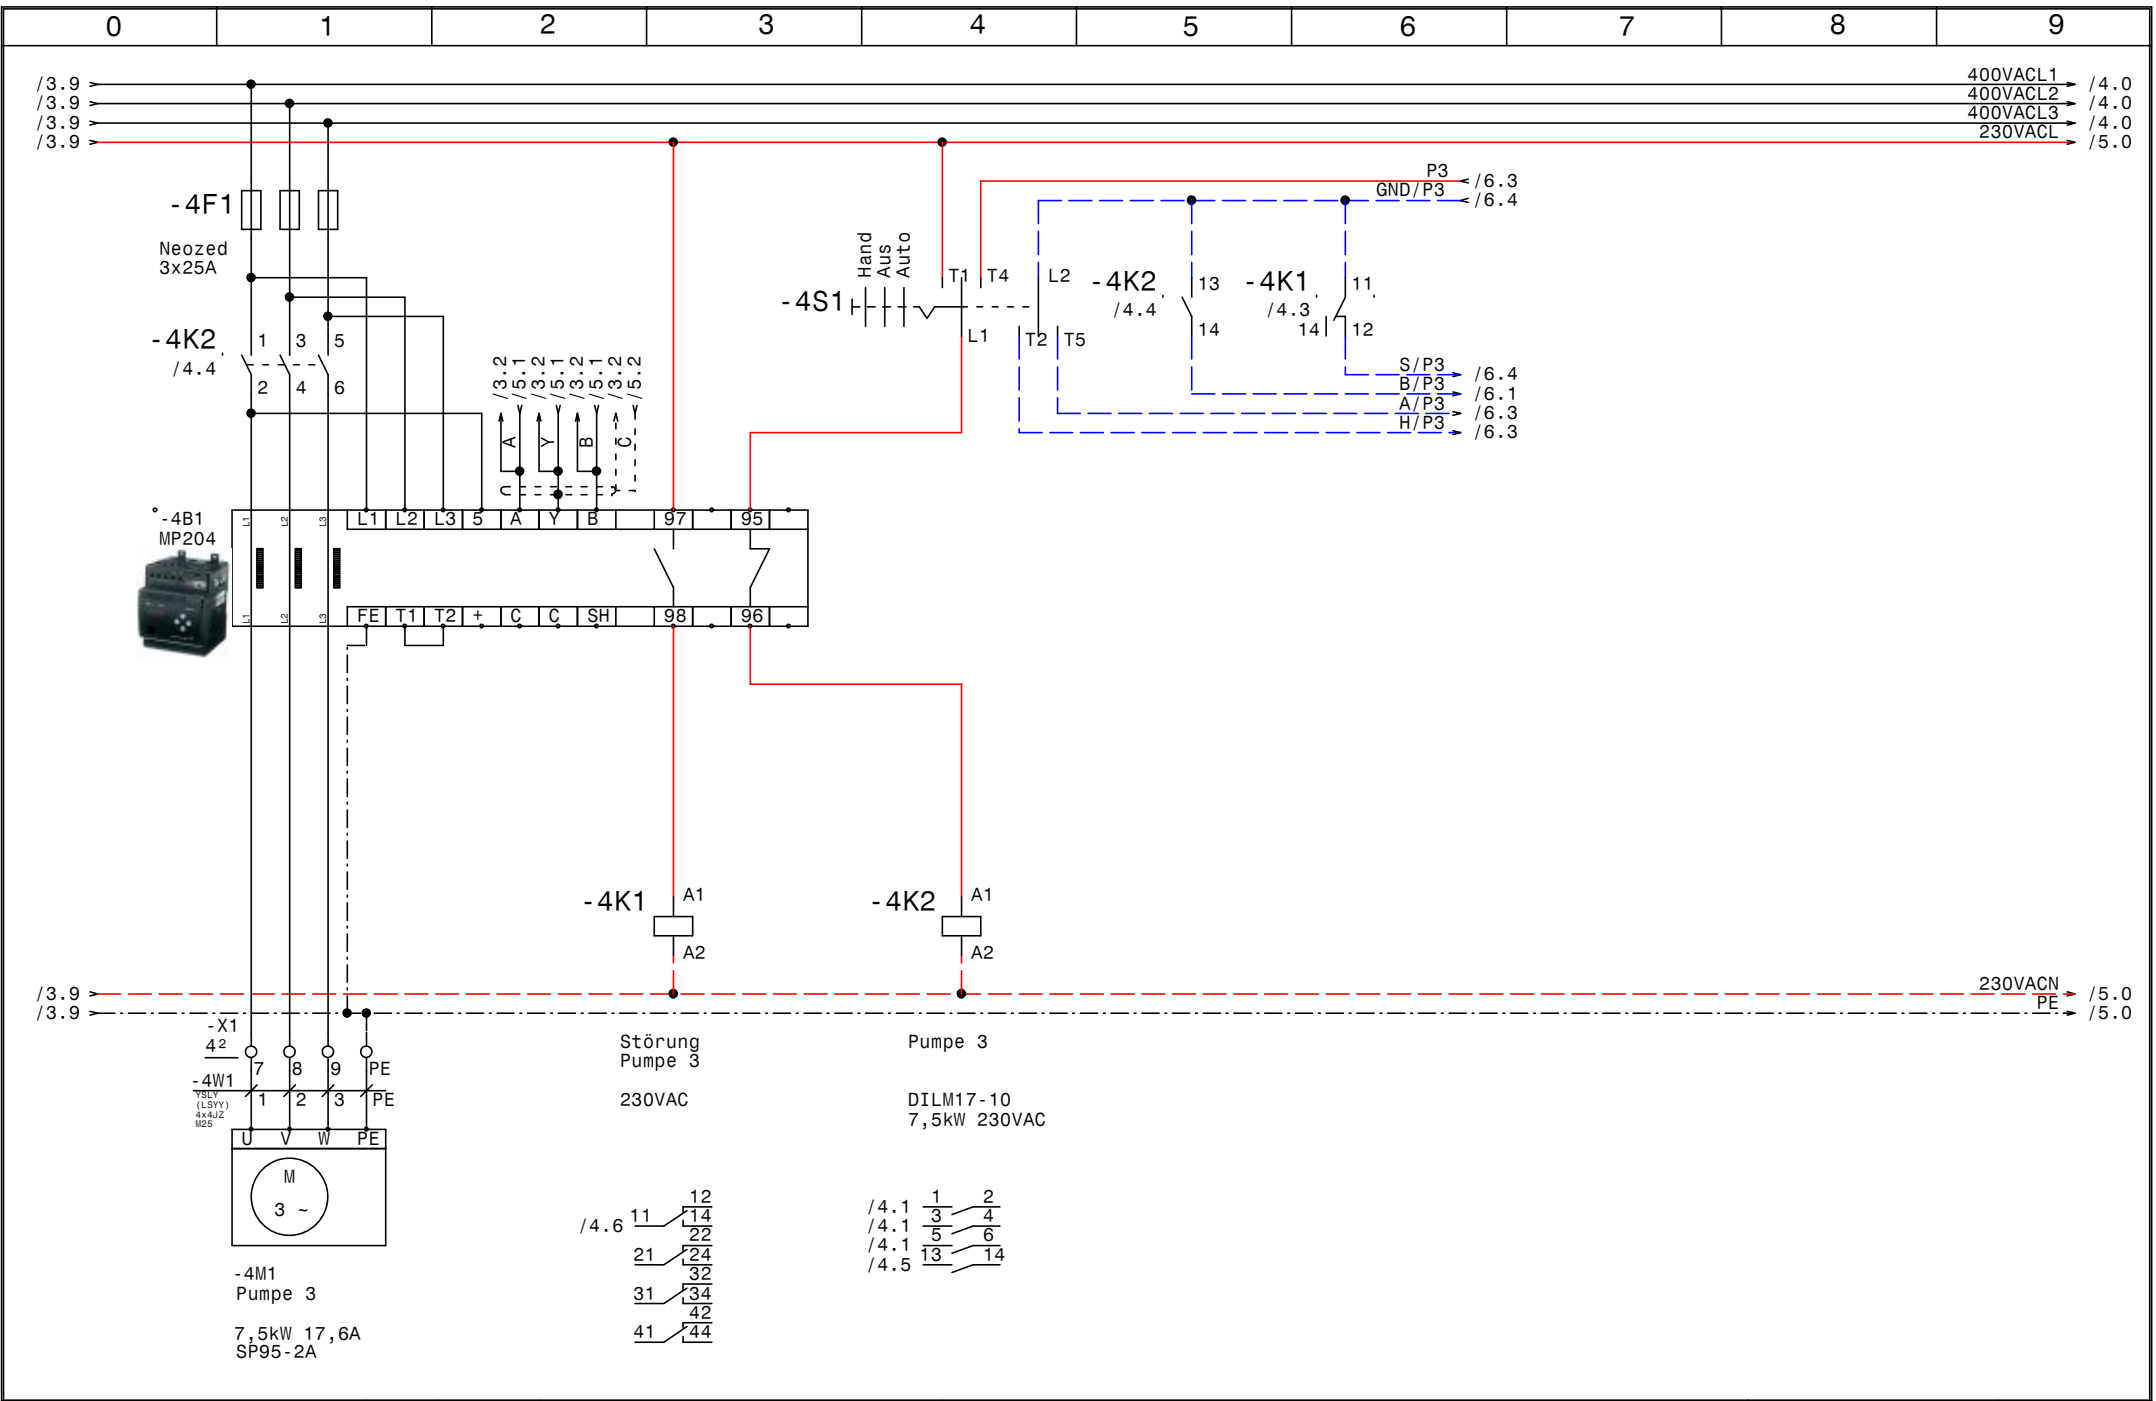 0 1 2 3 4 5 6 7 8 9
/3.9 400VACL1 /4.0
/3.9 400VACL2 /4.0
/3.9 400VACL3 /4.0
/3.9 230VACL /5.0
P3 /6.3
GND/P3 /6.4
-4F1
Neozed
3x25A
Hand
Aus
Auto
-4S1
T1 T4 L2
L1 T2 T5
-4K2 13
/4.4 14
-4K1 11
/4.3 14 12
-4K2 1 3 5
/4.4 2 4 6
/3.2 /5.1 /3.2 /5.1 /3.2 /5.1 /3.2 /5.2
A Y B C
S/P3 /6.4
B/P3 /6.1
A/P3 /6.3
H/P3 /6.3
-4B1
MP204
L1 L2 L3 L1 L2 L3 5 A Y B 97 95
L1 L2 L3 FE T1 T2 + C C SH 98 96
-4K1 A1
A2
-4K2 A1
A2
/3.9 230VACN /5.0
/3.9 PE /5.0
-X1
4²
7 8 9 PE
-4W1
YSLY
(LSYY)
4x4JZ
M25
1 2 3 PE
U V W PE
M
3 ~
-4M1
Pumpe 3
7,5kW 17,6A
SP95-2A
Störung
Pumpe 3
230VAC
Pumpe 3
DILM17-10
7,5kW 230VAC
12
/4.6 11 14
22
21 24
32
31 34
42
41 44
/4.1 1 2
/4.1 3 4
/4.1 5 6
/4.5 13 14